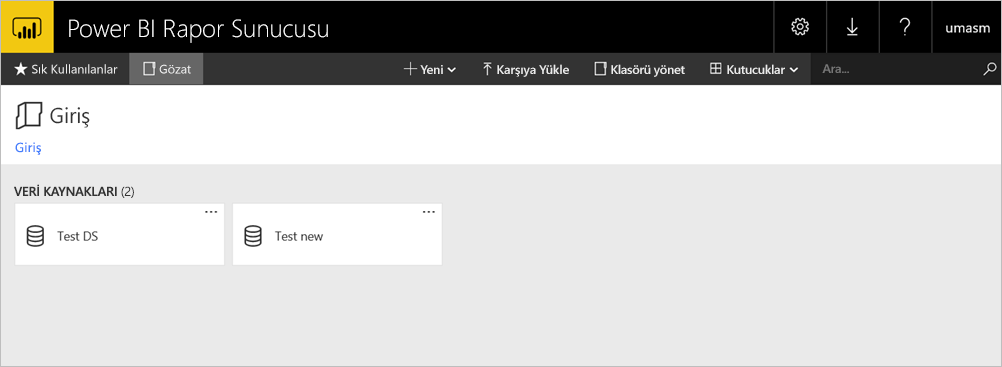 Power BI Rapor Sunucusu ? umasm
Sık Kullanılanlar Gözat Yeni Karşıya Yükle Klasörü yönet Kutucuklar Ara...
Giriş
Giriş
VERİ KAYNAKLARI (2)
... ...
Test DS Test new